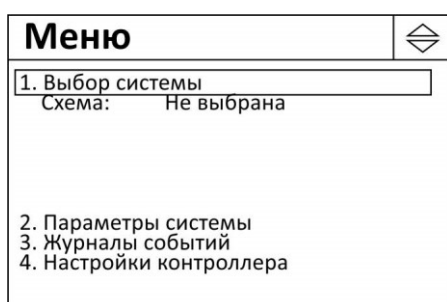 Меню
1. Выбор системы
Схема: Не выбрана
2. Параметры системы
3. Журналы событий
4. Настройки контроллера